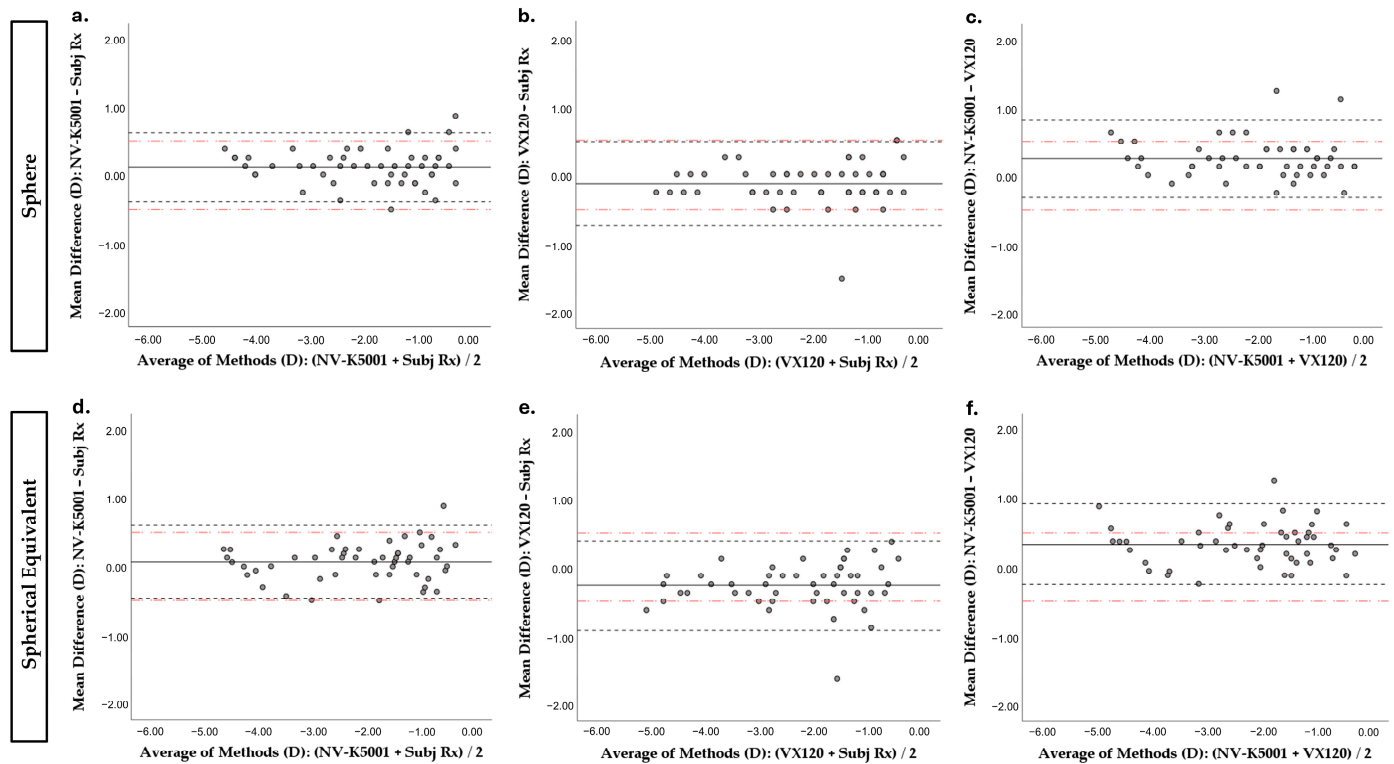 Sphere
a.
Mean Difference (D): NV-K5001 – Subj Rx
2.00
1.00
0.00
−1.00
−2.00
−6.00 −5.00 −4.00 −3.00 −2.00 −1.00 0.00
Average of Methods (D): (NV-K5001 + Subj Rx) / 2
b.
Mean Difference (D): VX120 – Subj Rx
2.00
1.00
0.00
−1.00
−2.00
−6.00 −5.00 −4.00 −3.00 −2.00 −1.00 0.00
Average of Methods (D): (VX120 + Subj Rx) / 2
c.
Mean Difference (D): NV-K5001 – VX120
2.00
1.00
0.00
−1.00
−2.00
−6.00 −5.00 −4.00 −3.00 −2.00 −1.00 0.00
Average of Methods (D): (NV-K5001 + VX120) / 2
Spherical Equivalent
d.
Mean Difference (D): NV-K5001 – Subj Rx
2.00
1.00
0.00
−1.00
−2.00
−6.00 −5.00 −4.00 −3.00 −2.00 −1.00 0.00
Average of Methods (D): (NV-K5001 + Subj Rx) / 2
e.
Mean Difference (D): VX120 – Subj Rx
2.00
1.00
0.00
−1.00
−2.00
−6.00 −5.00 −4.00 −3.00 −2.00 −1.00 0.00
Average of Methods (D): (VX120 + Subj Rx) / 2
f.
Mean Difference (D): NV-K5001 – VX120
2.00
1.00
0.00
−1.00
−2.00
−6.00 −5.00 −4.00 −3.00 −2.00 −1.00 0.00
Average of Methods (D): (NV-K5001 + VX120) / 2